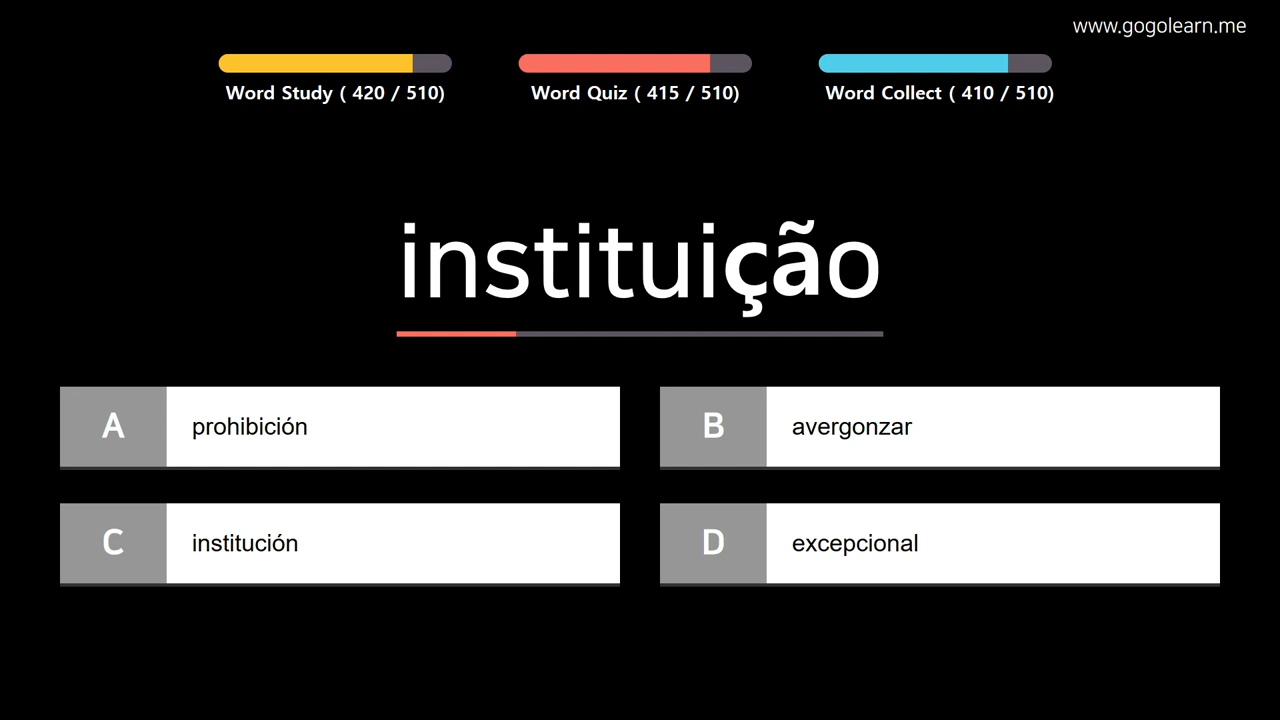 www.gogolearn.me
Word Study ( 420 / 510)
Word Quiz ( 415 / 510)
Word Collect ( 410 / 510)
instituição
A prohibición
B avergonzar
C institución
D excepcional